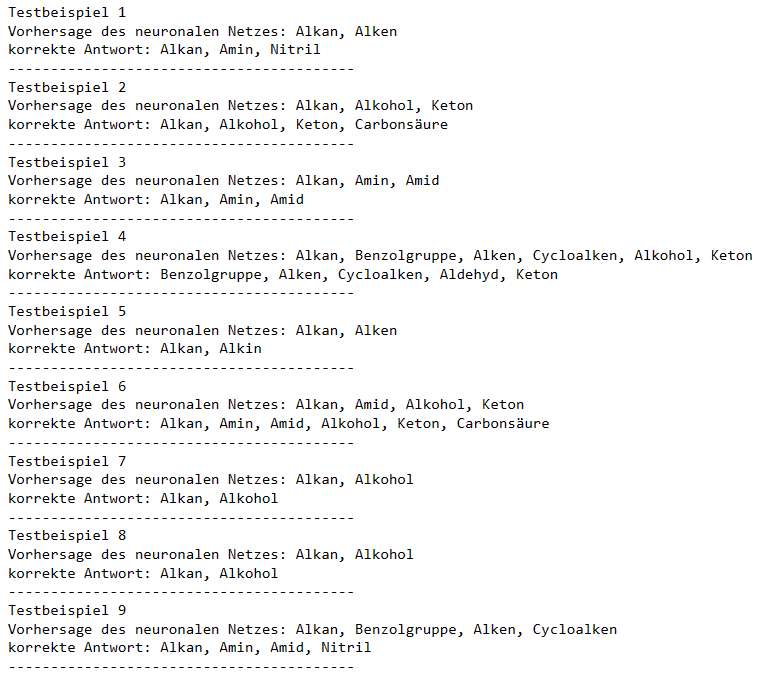 Testbeispiel 1
Vorhersage des neuronalen Netzes: Alkan, Alken
korrekte Antwort: Alkan, Amin, Nitril
-----------------------------------------
Testbeispiel 2
Vorhersage des neuronalen Netzes: Alkan, Alkohol, Keton
korrekte Antwort: Alkan, Alkohol, Keton, Carbonsäure
-----------------------------------------
Testbeispiel 3
Vorhersage des neuronalen Netzes: Alkan, Amin, Amid
korrekte Antwort: Alkan, Amin, Amid
-----------------------------------------
Testbeispiel 4
Vorhersage des neuronalen Netzes: Alkan, Benzolgruppe, Alken, Cycloalken, Alkohol, Keton
korrekte Antwort: Benzolgruppe, Alken, Cycloalken, Aldehyd, Keton
-----------------------------------------
Testbeispiel 5
Vorhersage des neuronalen Netzes: Alkan, Alken
korrekte Antwort: Alkan, Alkin
-----------------------------------------
Testbeispiel 6
Vorhersage des neuronalen Netzes: Alkan, Amid, Alkohol, Keton
korrekte Antwort: Alkan, Amin, Amid, Alkohol, Keton, Carbonsäure
-----------------------------------------
Testbeispiel 7
Vorhersage des neuronalen Netzes: Alkan, Alkohol
korrekte Antwort: Alkan, Alkohol
-----------------------------------------
Testbeispiel 8
Vorhersage des neuronalen Netzes: Alkan, Alkohol
korrekte Antwort: Alkan, Alkohol
-----------------------------------------
Testbeispiel 9
Vorhersage des neuronalen Netzes: Alkan, Benzolgruppe, Alken, Cycloalken
korrekte Antwort: Alkan, Amin, Amid, Nitril
-----------------------------------------